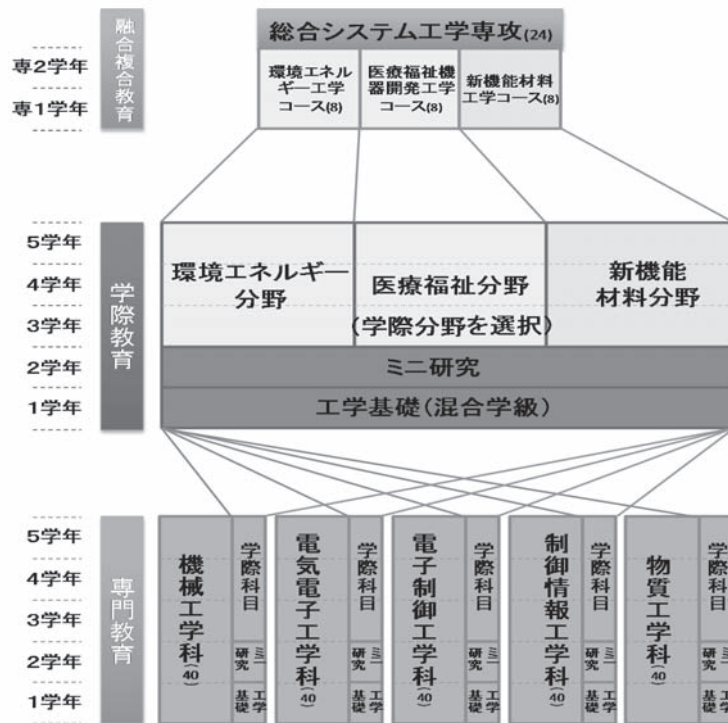 融合複合教育
専2学年
専1学年
総合システム工学専攻(24)
環境エネル
ギー工学
コース(8)
医療福祉機
器開発工学
コース(8)
新機能材料
工学コース(8)
5学年
4学年
3学年
2学年
1学年
学際教育
環境エネルギー
分野
医療福祉分野
(学際分野を選択)
新機能
材料分野
ミニ研究
工学基礎(混合学級)
5学年
4学年
3学年
2学年
1学年
専門教育
機械工学科(40)
学際科目
ミニ
研究
工学
基礎
電気電子工学科(40)
学際科目
ミニ
研究
工学
基礎
電子制御工学科(40)
学際科目
ミニ
研究
工学
基礎
制御情報工学科(40)
学際科目
ミニ
研究
工学
基礎
物質工学科(40)
学際科目
ミニ
研究
工学
基礎